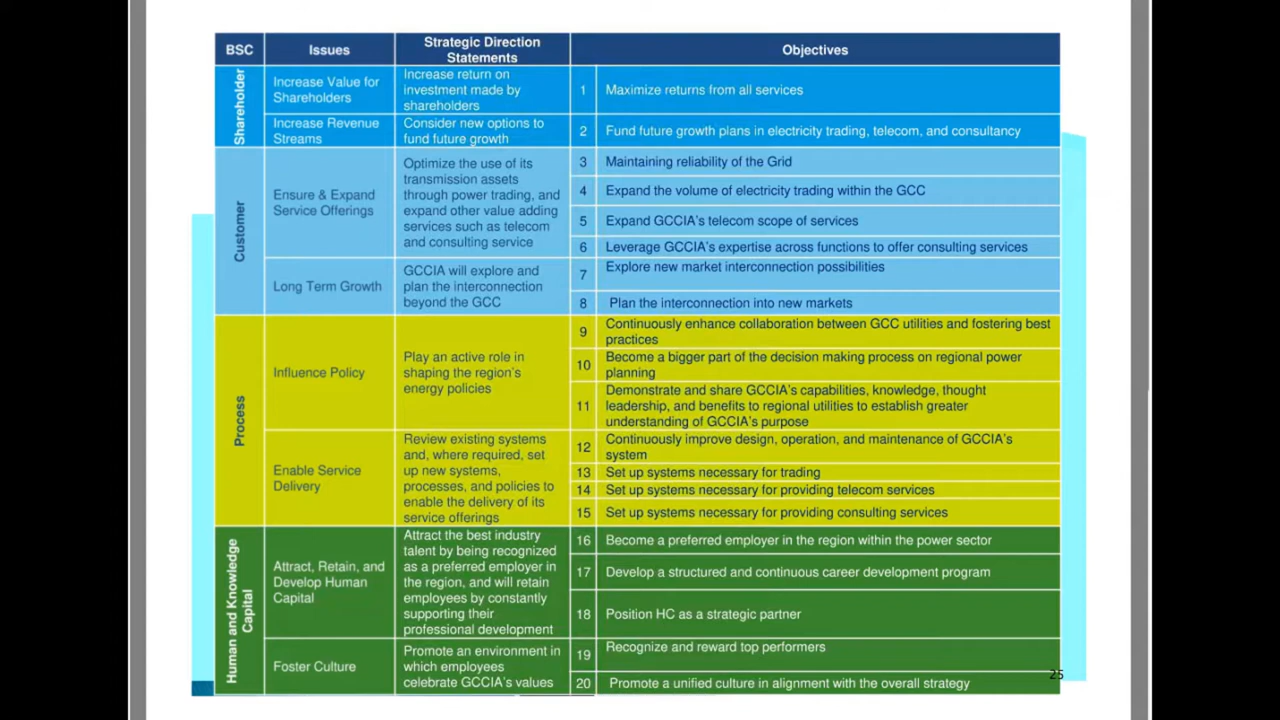 BSC
Issues
Strategic Direction
Statements
Objectives
Shareholder
Increase Value for
Shareholders
Increase return on
investment made by
shareholders
1
Maximize returns from all services
Increase Revenue
Streams
Consider new options to
fund future growth
2
Fund future growth plans in electricity trading, telecom, and consultancy
Customer
Ensure & Expand
Service Offerings
Optimize the use of its
transmission assets
through power trading, and
expand other value adding
services such as telecom
and consulting service
3
Maintaining reliability of the Grid
4
Expand the volume of electricity trading within the GCC
5
Expand GCCIA's telecom scope of services
6
Leverage GCCIA's expertise across functions to offer consulting services
Long Term Growth
GCCIA will explore and
plan the interconnection
beyond the GCC
7
Explore new market interconnection possibilities
8
Plan the interconnection into new markets
Process
Influence Policy
Play an active role in
shaping the region's
energy policies
9
Continuously enhance collaboration between GCC utilities and fostering best
practices
10
Become a bigger part of the decision making process on regional power
planning
11
Demonstrate and share GCCIA's capabilities, knowledge, thought
leadership, and benefits to regional utilities to establish greater
understanding of GCCIA's purpose
Enable Service
Delivery
Review existing systems
and, where required, set
up new systems,
processes, and policies to
enable the delivery of its
service offerings
12
Continuously improve design, operation, and maintenance of GCCIA's
system
13
Set up systems necessary for trading
14
Set up systems necessary for providing telecom services
15
Set up systems necessary for providing consulting services
Human and Knowledge
Capital
Attract, Retain, and
Develop Human
Capital
Attract the best industry
talent by being recognized
as a preferred employer in
the region, and will retain
employees by constantly
supporting their
professional development
16
Become a preferred employer in the region within the power sector
17
Develop a structured and continuous career development program
18
Position HC as a strategic partner
Foster Culture
Promote an environment in
which employees
celebrate GCCIA's values
19
Recognize and reward top performers
20
Promote a unified culture in alignment with the overall strategy
25